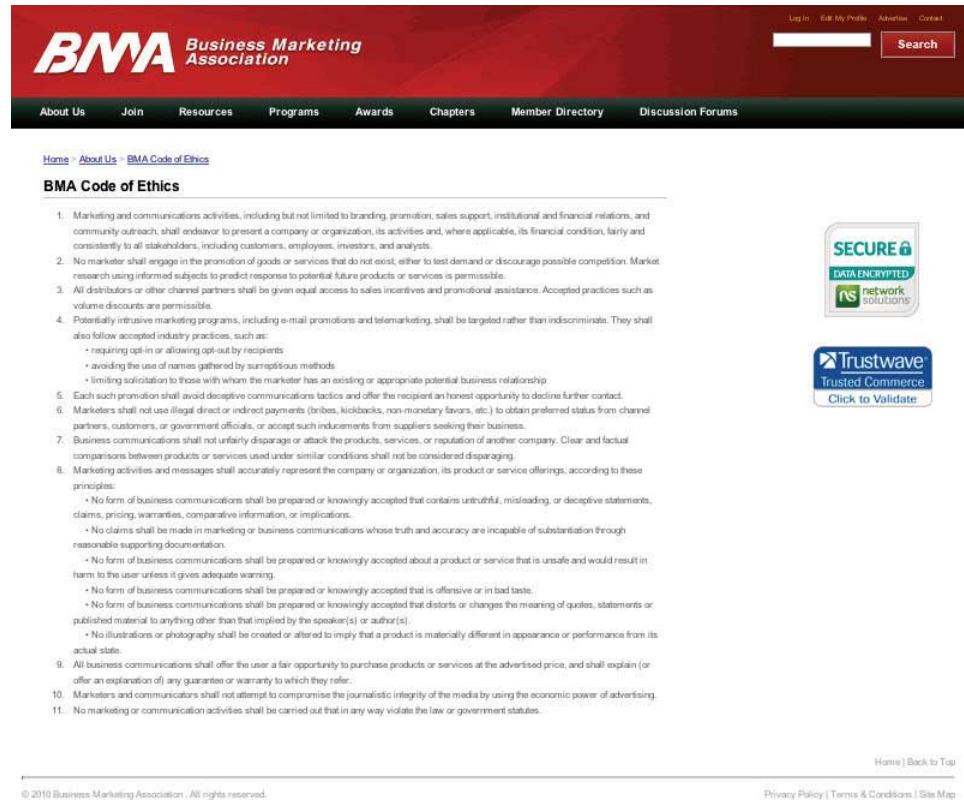 Log In Edit My Profile Advertise Contact
BMA Business Marketing Association
Search
About Us Join Resources Programs Awards Chapters Member Directory Discussion Forums
Home > About Us > BMA Code of Ethics
BMA Code of Ethics
1. Marketing and communications activities, including but not limited to branding, promotion, sales support, institutional and financial relations, and
community outreach, shall endeavor to present a company or organization, its activities and, where applicable, its financial condition, fairly and
consistently to all stakeholders, including customers, employees, investors, and analysts.
2. No marketer shall engage in the promotion of goods or services that do not exist, either to test demand or discourage possible competition. Market
research using informed subjects to predict response to potential future products or services is permissible.
3. All distributors or other channel partners shall be given equal access to sales incentives and promotional assistance. Accepted practices such as
volume discounts are permissible.
4. Potentially intrusive marketing programs, including e-mail promotions and telemarketing, shall be targeted rather than indiscriminate. They shall
also follow accepted industry practices, such as:
• requiring opt-in or allowing opt-out by recipients
• avoiding the use of names gathered by surreptitious methods
• limiting solicitation to those with whom the marketer has an existing or appropriate potential business relationship
5. Each such promotion shall avoid deceptive communications tactics and offer the recipient an honest opportunity to decline further contact.
6. Marketers shall not use illegal direct or indirect payments (bribes, kickbacks, non-monetary favors, etc.) to obtain preferred status from channel
partners, customers, or government officials, or accept such inducements from suppliers seeking their business.
7. Business communications shall not unfairly disparage or attack the products, services, or reputation of another company. Clear and factual
comparisons between products or services used under similar conditions shall not be considered disparaging.
8. Marketing activities and messages shall accurately represent the company or organization, its product or service offerings, according to these
principles:
• No form of business communications shall be prepared or knowingly accepted that contains untruthful, misleading, or deceptive statements,
claims, pricing, warranties, comparative information, or implications.
• No claims shall be made in marketing or business communications whose truth and accuracy are incapable of substantiation through
reasonable supporting documentation.
• No form of business communications shall be prepared or knowingly accepted about a product or service that is unsafe and would result in
harm to the user unless it gives adequate warning.
• No form of business communications shall be prepared or knowingly accepted that is offensive or in bad taste.
• No form of business communications shall be prepared or knowingly accepted that distorts or changes the meaning of quotes, statements or
published material to anything other than that implied by the speaker(s) or author(s).
• No illustrations or photography shall be created or altered to imply that a product is materially different in appearance or performance from its
actual state.
9. All business communications shall offer the user a fair opportunity to purchase products or services at the advertised price, and shall explain (or
offer an explanation of) any guarantee or warranty to which they refer.
10. Marketers and communicators shall not attempt to compromise the journalistic integrity of the media by using the economic power of advertising.
11. No marketing or communication activities shall be carried out that in any way violate the law or government statutes.
SECURE
DATA ENCRYPTED
ns network solutions
Trustwave
Trusted Commerce
Click to Validate
Home | Back to Top
© 2010 Business Marketing Association . All rights reserved.
Privacy Policy | Terms & Conditions | Site Map